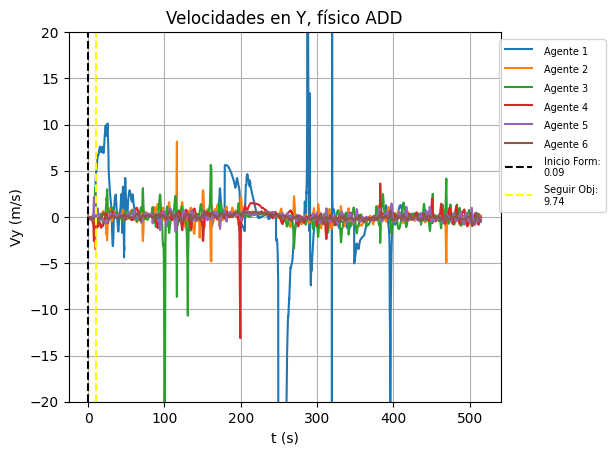 Velocidades en Y, físico ADD
20
15
10
5
0
−5
−10
−15
−20
Vy (m/s)
0
100
200
300
400
500
t (s)
Agente 1
Agente 2
Agente 3
Agente 4
Agente 5
Agente 6
Inicio Form:
0.09
Seguir Obj:
9.74